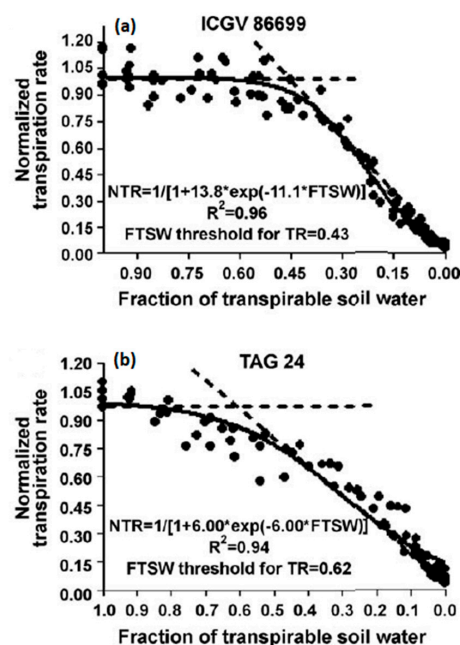 (a)
ICGV 86699
Normalized
transpiration rate
1.20
1.05
0.90
0.75
0.60
0.45
0.30
0.15
0.00
NTR=1/[1+13.8*exp(-11.1*FTSW)]
R²=0.96
FTSW threshold for TR=0.43
0.90 0.75 0.60 0.45 0.30 0.15 0.00
Fraction of transpirable soil water
(b)
TAG 24
Normalized
transpiration rate
1.20
1.05
0.90
0.75
0.60
0.45
0.30
0.15
0.00
NTR=1/[1+6.00*exp(-6.00*FTSW)]
R²=0.94
FTSW threshold for TR=0.62
1.0 0.9 0.8 0.7 0.6 0.5 0.4 0.3 0.2 0.1 0.0
Fraction of transpirable soil water